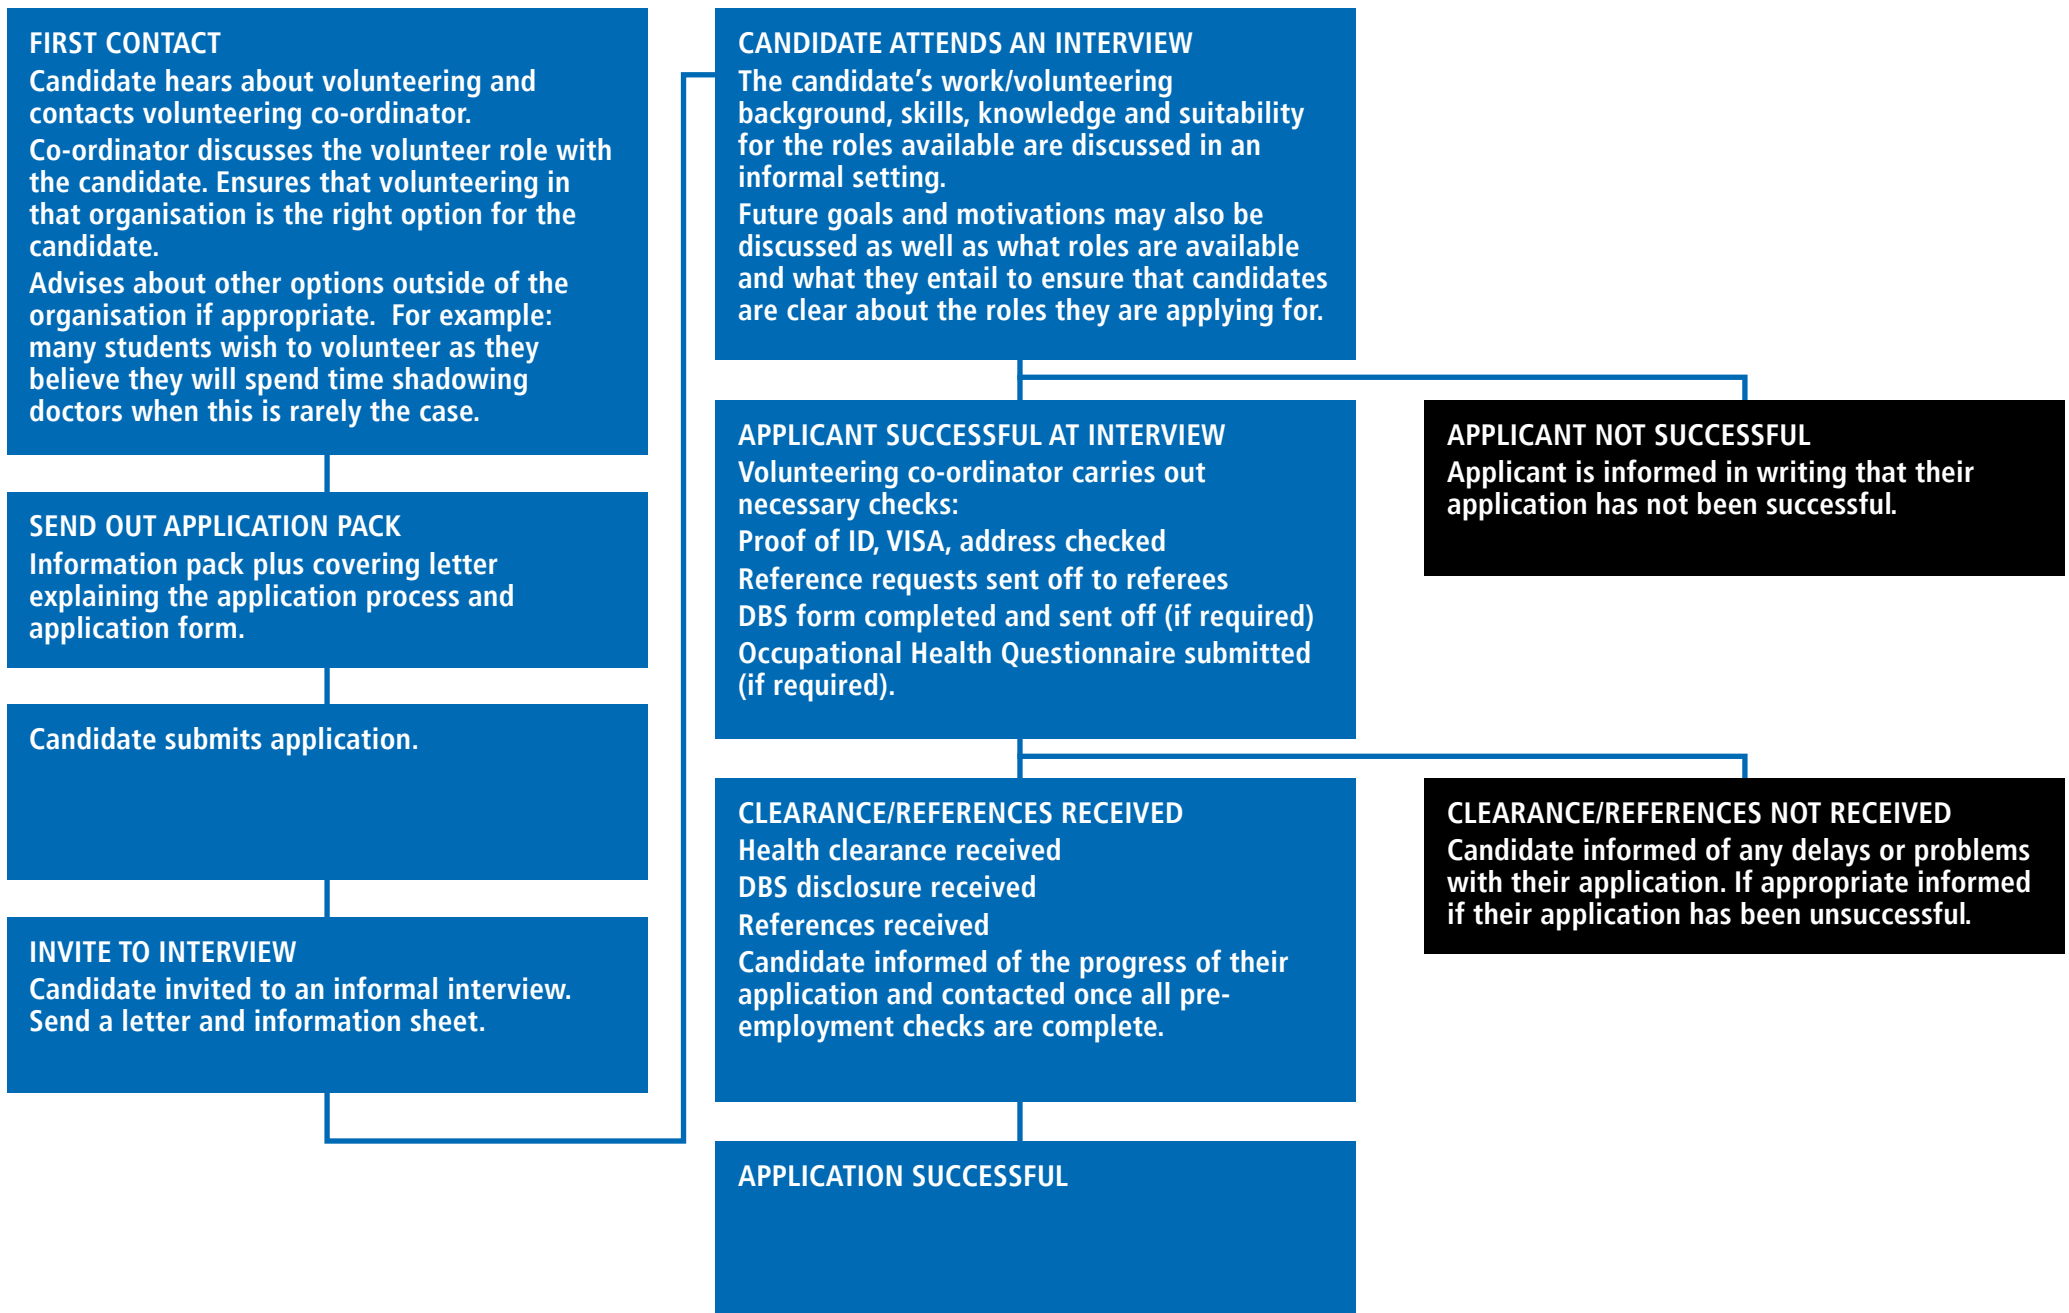 FIRST CONTACT
Candidate hears about volunteering and
contacts volunteering co-ordinator.
Co-ordinator discusses the volunteer role with
the candidate. Ensures that volunteering in
that organisation is the right option for the
candidate.
Advises about other options outside of the
organisation if appropriate.  For example:
many students wish to volunteer as they
believe they will spend time shadowing
doctors when this is rarely the case.
SEND OUT APPLICATION PACK
Information pack plus covering letter
explaining the application process and
application form.
Candidate submits application.
INVITE TO INTERVIEW
Candidate invited to an informal interview.
Send a letter and information sheet.
CANDIDATE ATTENDS AN INTERVIEW
The candidate’s work/volunteering
background, skills, knowledge and suitability
for the roles available are discussed in an
informal setting.
Future goals and motivations may also be
discussed as well as what roles are available
and what they entail to ensure that candidates
are clear about the roles they are applying for.
APPLICANT SUCCESSFUL AT INTERVIEW
Volunteering co-ordinator carries out
necessary checks:
Proof of ID, VISA, address checked
Reference requests sent off to referees
DBS form completed and sent off (if required)
Occupational Health Questionnaire submitted
(if required).
APPLICANT NOT SUCCESSFUL
Applicant is informed in writing that their
application has not been successful.
CLEARANCE/REFERENCES RECEIVED
Health clearance received
DBS disclosure received
References received
Candidate informed of the progress of their
application and contacted once all pre-
employment checks are complete.
CLEARANCE/REFERENCES NOT RECEIVED
Candidate informed of any delays or problems
with their application. If appropriate informed
if their application has been unsuccessful.
APPLICATION SUCCESSFUL